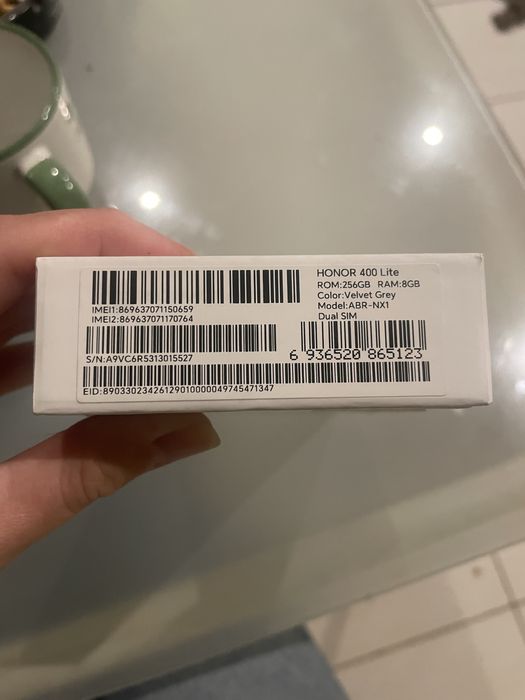 HONOR 400 Lite
ROM:256GB RAM:8GB
Color:Velvet Grey
Model:ABR-NX1
Dual SIM
IMEI1:869637071150659
IMEI2:869637071170764
S/N:A9VC6R5313015527
6 936520 865123
EID:89033023426129010000049745471347